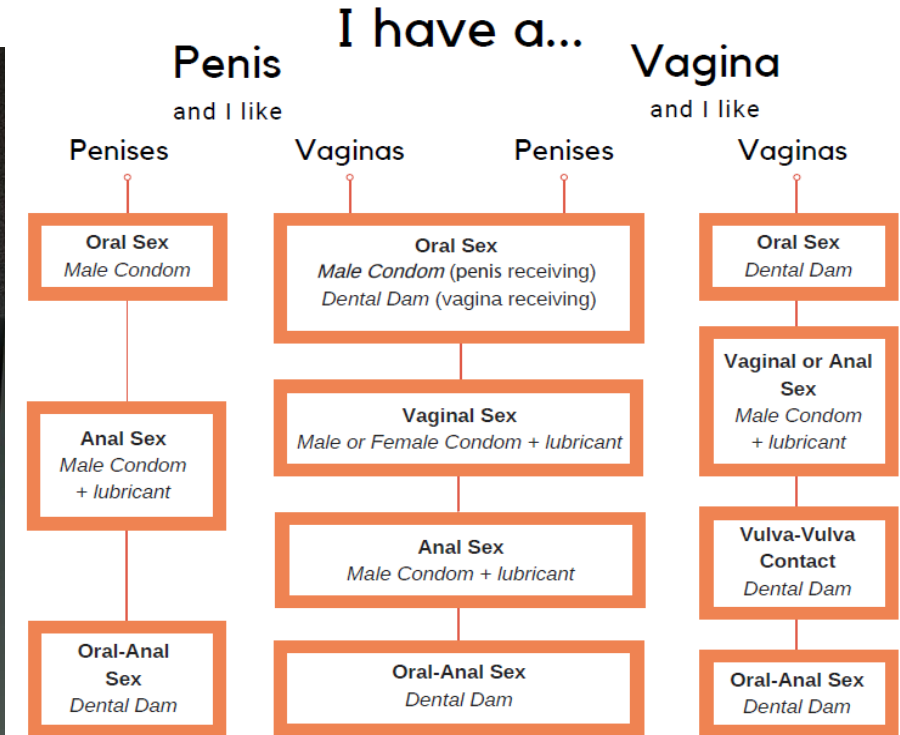 I have a...
Penis
and I like
Vagina
and I like
Penises
Vaginas
Penises
Vaginas
Oral Sex
Male Condom
Anal Sex
Male Condom
+ lubricant
Oral-Anal
Sex
Dental Dam
Oral Sex
Male Condom (penis receiving)
Dental Dam (vagina receiving)
Vaginal Sex
Male or Female Condom + lubricant
Anal Sex
Male Condom + lubricant
Oral-Anal Sex
Dental Dam
Oral Sex
Dental Dam
Vaginal or Anal
Sex
Male Condom
+ lubricant
Vulva-Vulva
Contact
Dental Dam
Oral-Anal Sex
Dental Dam